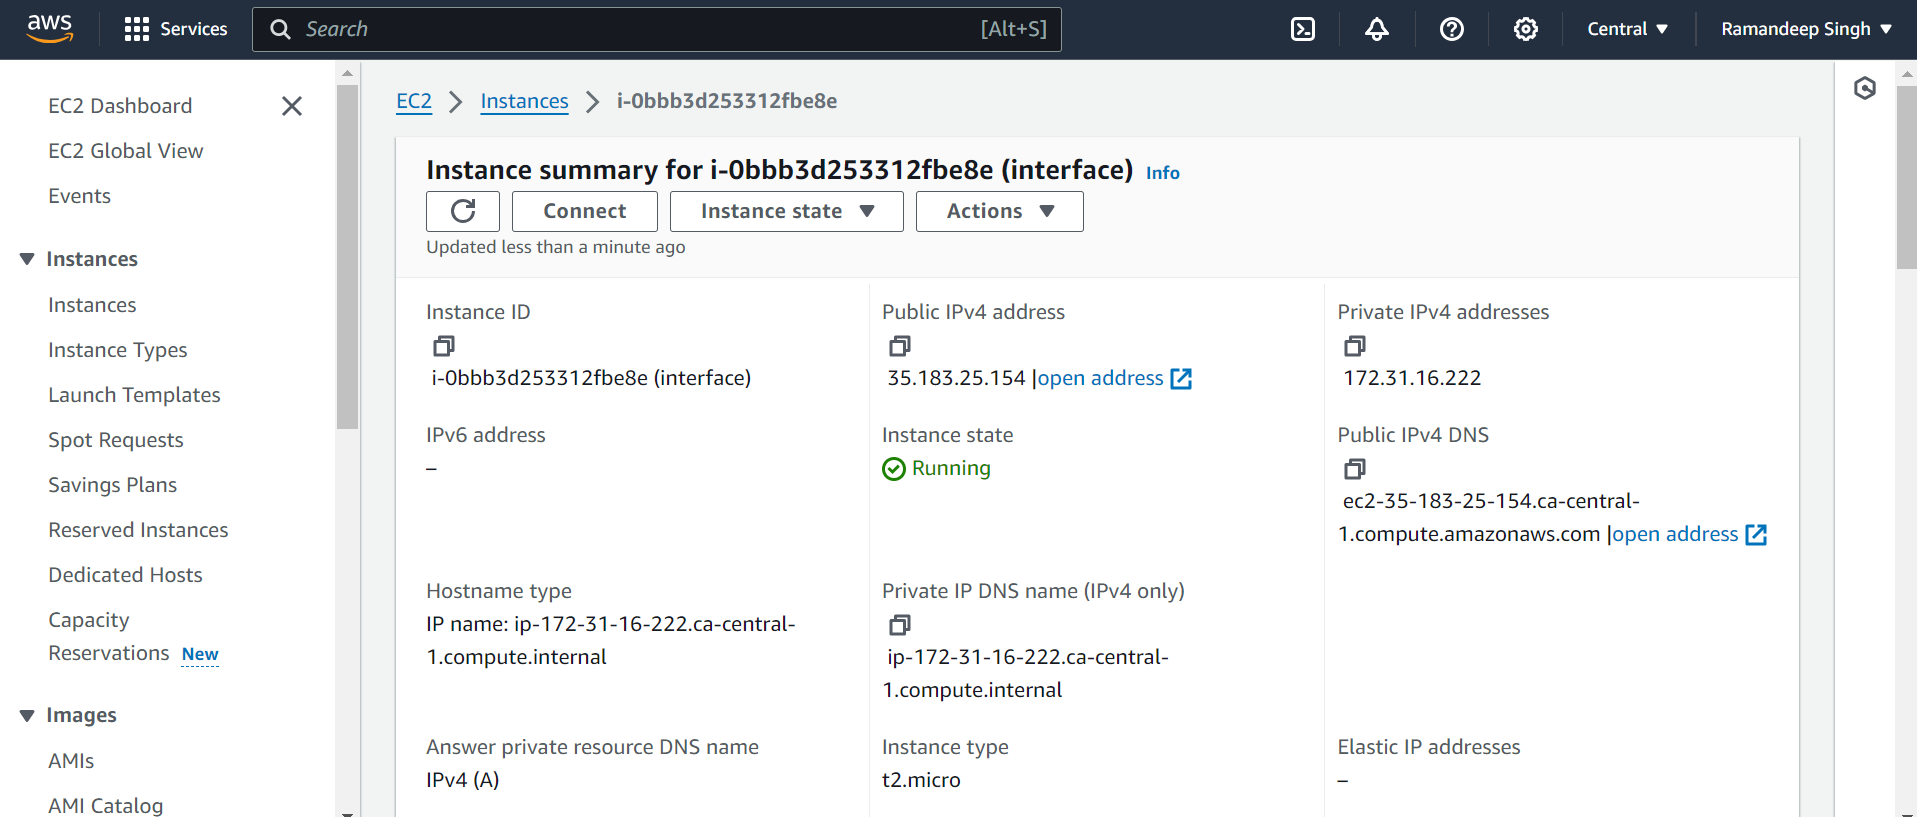 aws
Services
Search [Alt+S]
Central
Ramandeep Singh
EC2 Dashboard
EC2 Global View
Events
Instances
Instances
Instance Types
Launch Templates
Spot Requests
Savings Plans
Reserved Instances
Dedicated Hosts
Capacity
Reservations New
Images
AMIs
AMI Catalog
EC2 > Instances > i-0bbb3d253312fbe8e
Instance summary for i-0bbb3d253312fbe8e (interface) Info
Connect
Instance state
Actions
Updated less than a minute ago
Instance ID
i-0bbb3d253312fbe8e (interface)
Public IPv4 address
35.183.25.154 |open address
Private IPv4 addresses
172.31.16.222
IPv6 address
–
Instance state
Running
Public IPv4 DNS
ec2-35-183-25-154.ca-central-
1.compute.amazonaws.com |open address
Hostname type
IP name: ip-172-31-16-222.ca-central-
1.compute.internal
Private IP DNS name (IPv4 only)
ip-172-31-16-222.ca-central-
1.compute.internal
Answer private resource DNS name
IPv4 (A)
Instance type
t2.micro
Elastic IP addresses
–